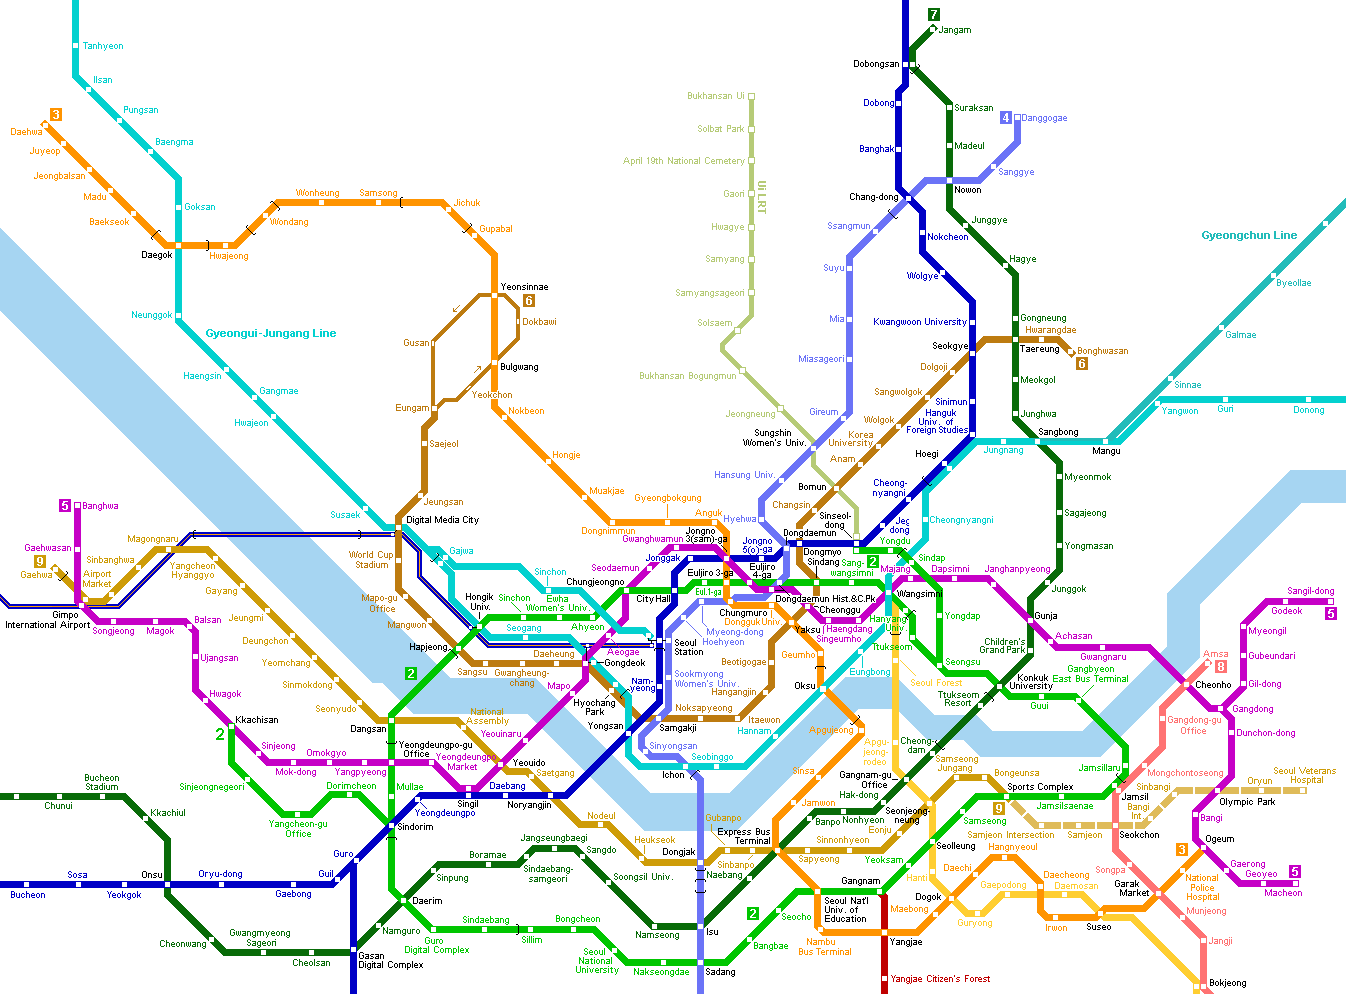 7
Jangam
Tanhyeon
Dobongsan
Ilsan
Bukhansan Ui
Dobong
Suraksan
3
Pungsan
4
Danggogae
Daehwa
Solbat Park
Baengma
Juyeop
Banghak
Madeul
April 19th National Cemetery
Sanggye
Jeongbalsan
Ui LRT
Madu
Wonheung
Samsong
Gaori
Nowon
Chang-dong
Goksan
Jichuk
Baekseok
Wondang
Junggye
Gupabal
Hwagye
Ssangmun
Nokcheon
Gyeongchun Line
Daegok
Hwajeong
Samyang
Hagye
Suyu
Wolgye
Byeollae
Yeonsinnae
Samyangsageori
6
Neunggok
Dokbawi
Solsaem
Mia
Kwangwoon University
Gongneung
Gyeongui-Jungang Line
Hwarangdae
Galmae
Gusan
Seokgye
Taereung
Bonghwasan
6
Miasageori
Dolgoji
Bulgwang
Haengsin
Bukhansan Bogungmun
Meokgol
Sinnae
Gangmae
Yeokchon
Sangwolgok
Eungam
Sinimun
Yangwon
Guri
Donong
Nokbeon
Jeongneung
Gireum
Hanguk
Univ. of
Foreign Studies
Junghwa
Hwajeon
Wolgok
Sungshin
Women's Univ.
Korea
University
Sangbong
Saejeol
Jungnang
Mangu
Hongje
Anam
Hoegi
Hansung Univ.
Myeonmok
Bomun
Cheong-
nyangni
Muakjae
Jeungsan
Gyeongbokgung
Changsin
5
Banghwa
Susaek
Digital Media City
Anguk
Hyehwa
Sinseol-
dong
Cheongnyangni
Sagajeong
Dongnimmun
Jongno
3(sam)-ga
Dongdaemun
Magongnaru
Gwanghwamun
Jongno
5(o)-ga
Yongdu
Gaehwasan
Sinbanghwa
World Cup
Stadium
Gajwa
Jonggak
Dongmyo
Sindap
Yongmasan
9
Gaehwa
Airport
Market
Yangcheon
Hyanggyo
Seodaemun
Euljiro 3-ga
Euljiro
4-ga
Sindang
2
Sang-
wangsimni
Majang
Dapsimni
Janghanpyeong
Sinchon
Chungjeongno
Gayang
Mapo-gu
Office
Hongik
Univ.
Sinchon
Ewha
Women's Univ.
City Hall
Eul.1-ga
Dongdaemun Hist.&C.Pk.
Wangsimni
Junggok
Sangil-dong
Gimpo
International Airport
Songjeong
Magok
Balsan
Jeungmi
Mangwon
Seogang
Ahyeon
Chungmuro
Dongguk Univ.
Cheonggu
Haengdang
Singeumho
Hanyang
Univ.
Yongdap
Gunja
Godeok
5
Myeong-dong
Hoehyeon
Yaksu
Deungchon
Hapjeong
Aeogae
Seoul
Station
Ttukseom
Children's
Grand Park
Achasan
Myeongil
Ujangsan
Yeomchang
Daeheung
Gongdeok
Beotigogae
Geumho
Gwangnaru
Gubeundari
2
Sangsu
Gwangheung-
chang
Sookmyong
Women's Univ.
Eungbong
Seoul Forest
Seongsu
Gangbyeon
East Bus Terminal
Amsa
8
Sinmokdong
Mapo
Nam-
yeong
Hangangjin
Oksu
Konkuk
University
Cheonho
Gil-dong
Hwagok
Hyochang
Park
Noksapyeong
Ttuksom
Resort
Guui
Seonyudo
National
Assembly
Gangdong
Kkachisan
Dangsan
Yongsan
Samgakji
Itaewon
Apgujeong
Gangdong-gu
Office
2
Sinjeong
Yeongdeungpo-gu
Office
Yeouinaru
Hannam
Apgu-
jeong-
rodeo
Cheong-
dam
Dunchon-dong
Omokgyo
Yeongdeungpo
Market
Yeouido
Sinyongsan
Seobinggo
Samseong
Jungang
Bucheon
Stadium
Mok-dong
Yangpyeong
Saetgang
Ichon
Sinsa
Gangnam-gu
Office
Bongeunsa
Jamsillaru
Mongchontoseong
Seoul Veterans
Hospital
Sinjeongnegeori
Dorimcheon
Mullae
Daebang
Sports Complex
Sinbangi
Oryun
Chunui
Kkachiul
Singil
Noryangjin
Jamwon
Hak-dong
Jamsilsaenae
Jamsil
Olympic Park
Yeongdeungpo
Seonjeong-
neung
9
Yangcheon-gu
Office
Sindorim
Nodeul
Gubanpo
Banpo
Nonhyeon
Samseong
Bangi
Int.
Bangi
Express Bus
Terminal
Eonju
Samjeon Intersection
Samjeon
Seokchon
Jangseungbaegi
Heukseok
Sinnonhyeon
Seolleung
Hangnyeoul
Ogeum
Guro
Boramae
Sangdo
Dongjak
Sinbanpo
Sapyeong
Yeoksam
3
Gaerong
Geoyeo
5
Sosa
Onsu
Oryu-dong
Guil
Sinpung
Sindaebang-
samgeori
Soongsil Univ.
Naebang
Gangnam
Hanti
Daechi
Daecheong
Songpa
National
Police
Hospital
Bucheon
Yeokgok
Gaebong
Gaepodong
Daemosan
Garak
Market
Macheon
Daerim
Seoul Nat'l
Univ. of
Education
Dogok
Maebong
Sindaebang
Bongcheon
2
Seocho
Guryong
Irwon
Suseo
Munjeong
Gwangmyeong
Sageori
Namguro
Guro
Digital Complex
Sillim
Namseong
Isu
Cheonwang
Bangbae
Nambu
Bus Terminal
Yangjae
Jangji
Cheolsan
Gasan
Digital Complex
Seoul
National
University
Nakseongdae
Sadang
Yangjae Citizen's Forest
Bokjeong